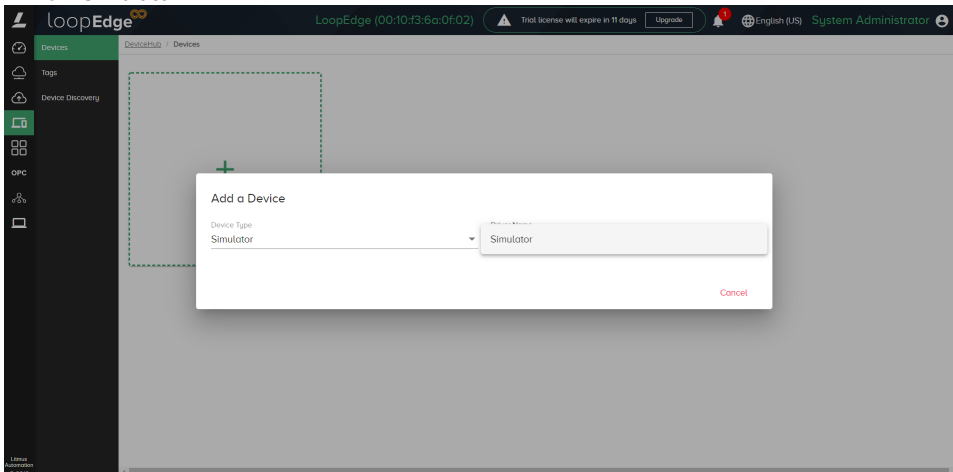 loopEdge
LoopEdge (00:10:f3:6a:0f:02)
Trial license will expire in 11 days
Upgrade
1
English (US)
System Administrator
Devices
DeviceHub / Devices
Tags
Device Discovery
OPC
Add a Device
Device Type
Simulator
Simulator
Cancel
Litmus
Automation